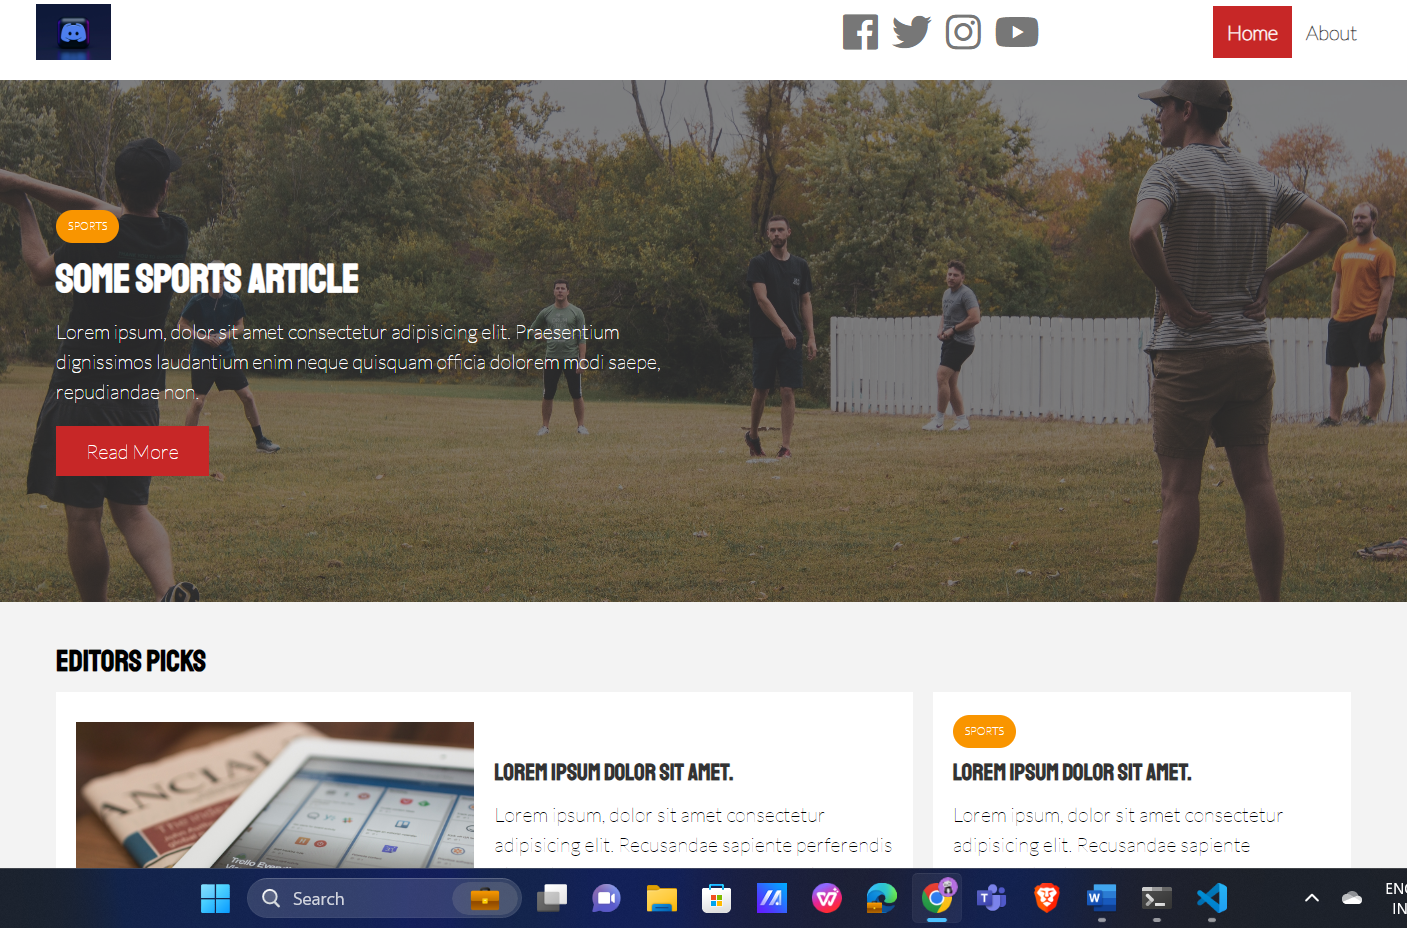 Home About
SPORTS
SOME SPORTS ARTICLE
Lorem ipsum, dolor sit amet consectetur adipisicing elit. Praesentium
dignissimos laudantium enim neque quisquam officia dolorem modi saepe,
repudiandae non.
Read More
EDITORS PICKS
ANCIAL
LOREM IPSUM DOLOR SIT AMET.
Lorem ipsum, dolor sit amet consectetur
adipisicing elit. Recusandae sapiente perferendis
SPORTS
LOREM IPSUM DOLOR SIT AMET.
Lorem ipsum, dolor sit amet consectetur
adipisicing elit. Recusandae sapiente
Search
ENG
IN